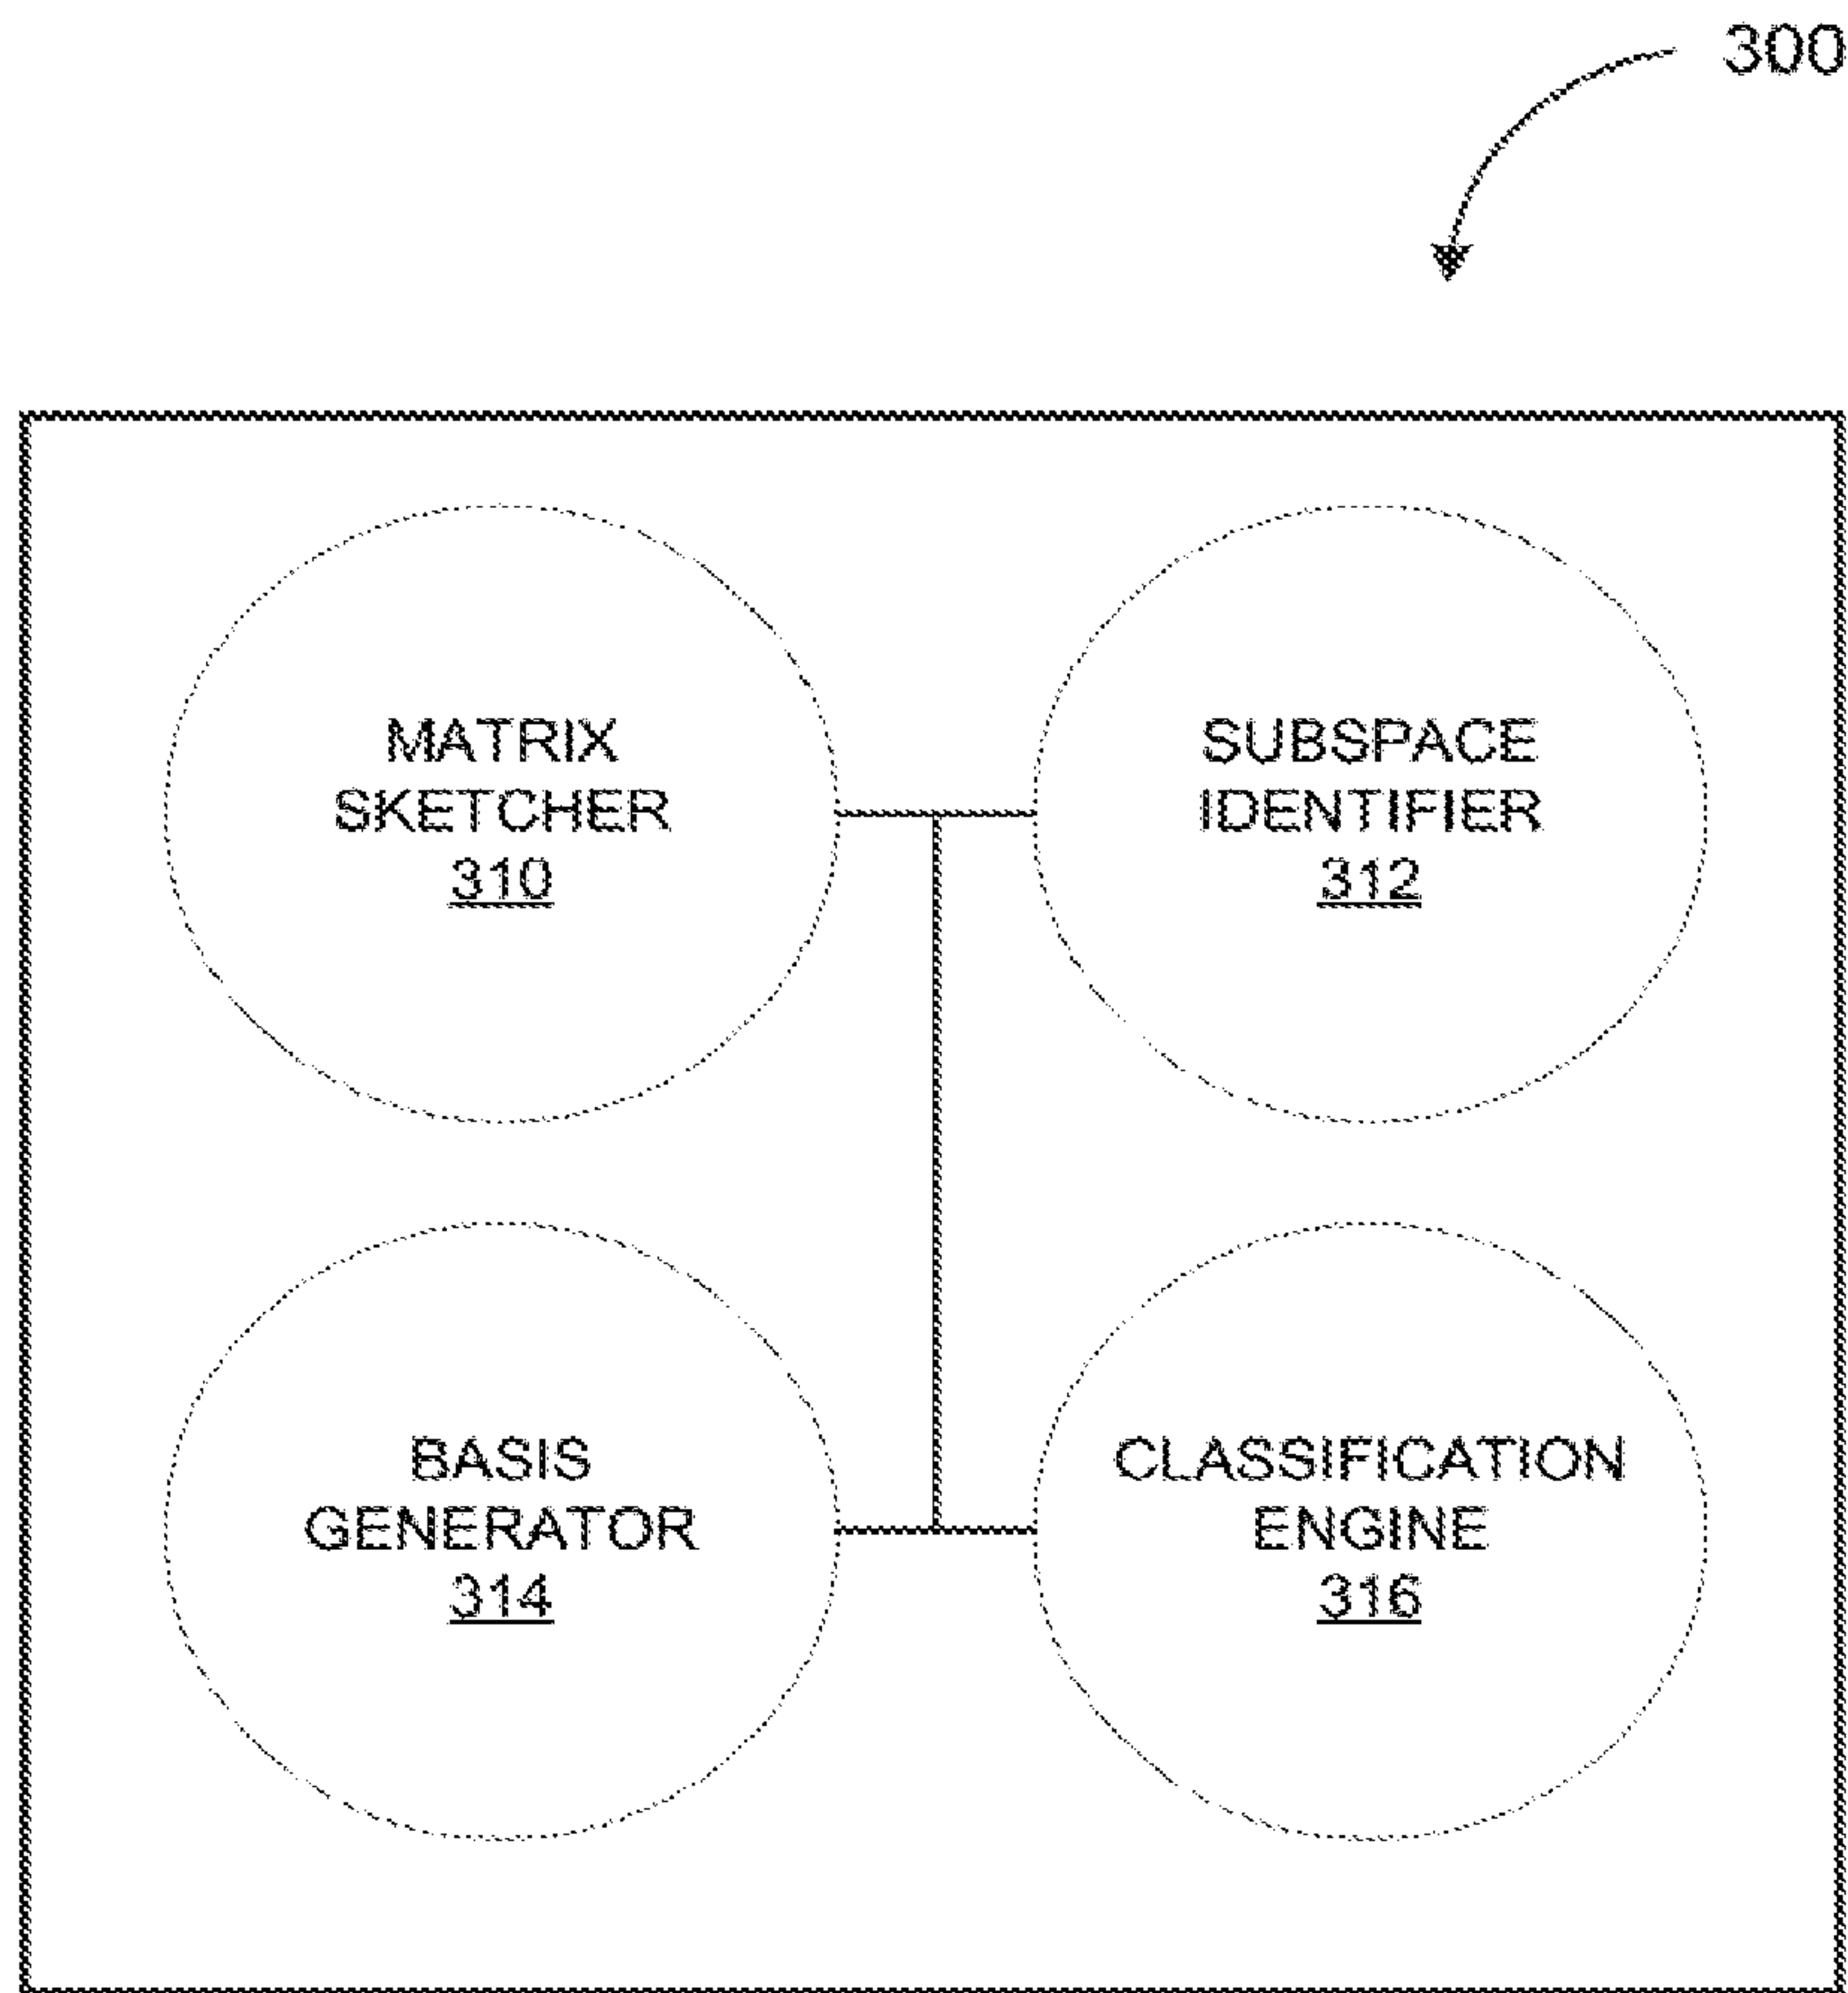 300
MATRIX
SKETCHER
310
SUBSPACE
IDENTIFIER
312
BASIS
GENERATOR
314
CLASSIFICATION
ENGINE
316